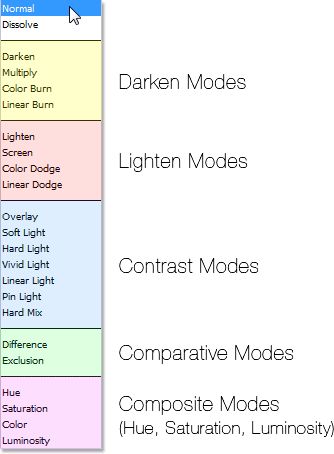 Normal
Dissolve
Darken
Multiply
Color Burn
Linear Burn
Darken Modes
Lighten
Screen
Color Dodge
Linear Dodge
Lighten Modes
Overlay
Soft Light
Hard Light
Vivid Light
Linear Light
Pin Light
Hard Mix
Contrast Modes
Difference
Exclusion
Comparative Modes
Hue
Saturation
Color
Luminosity
Composite Modes
(Hue, Saturation, Luminosity)